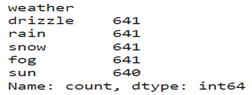 weather
drizzle    641
rain       641
snow       641
fog        641
sun        640
Name: count, dtype: int64